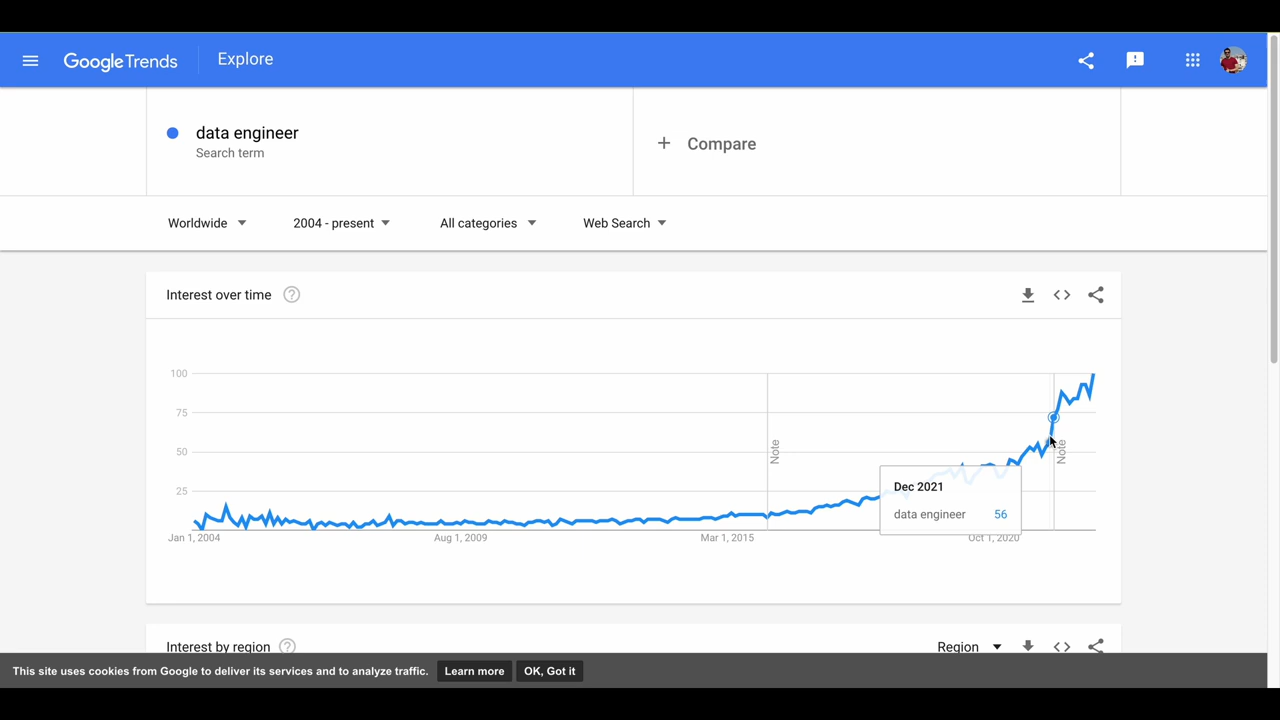 Google Trends
Explore
data engineer
Search term
+ Compare
Worldwide
2004 - present
All categories
Web Search
Interest over time
100
75
50
25
Note
Note
Dec 2021
data engineer 56
Jan 1, 2004
Aug 1, 2009
Mar 1, 2015
Oct 1, 2020
Interest by region
Region
This site uses cookies from Google to deliver its services and to analyze traffic.
Learn more
OK, Got it